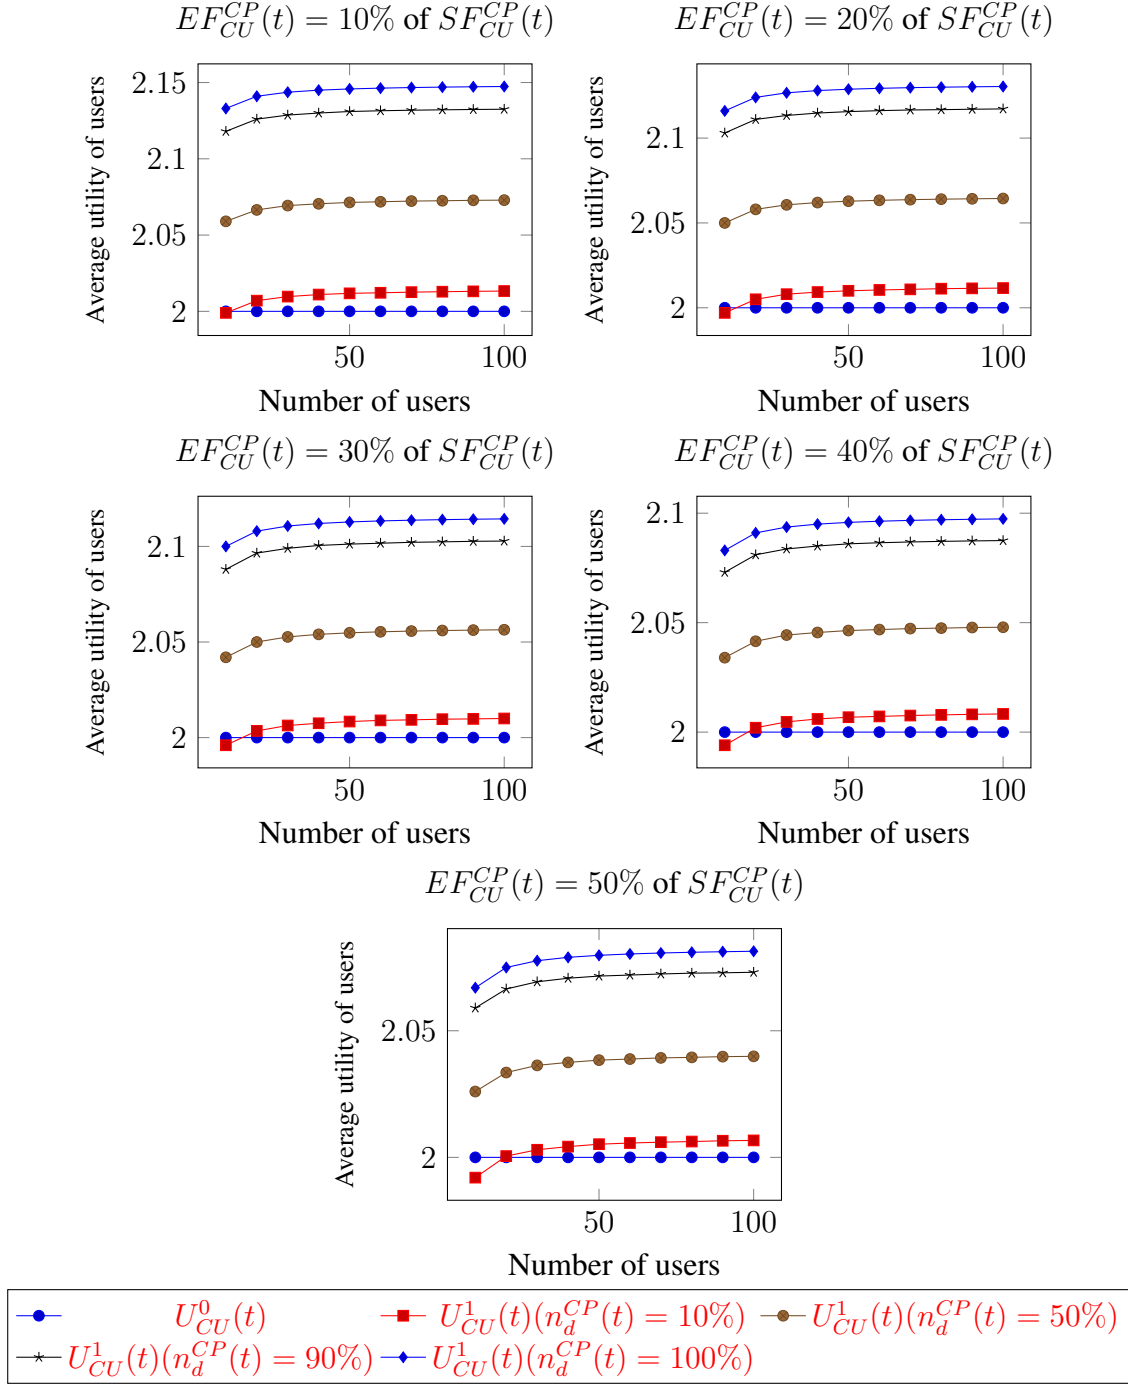 EF_{CU}^{CP}(t) = 10% of SF_{CU}^{CP}(t)
2.15
2.1
2.05
2
50
100
Average utility of users
Number of users
EF_{CU}^{CP}(t) = 20% of SF_{CU}^{CP}(t)
2.1
2.05
2
50
100
Average utility of users
Number of users
EF_{CU}^{CP}(t) = 30% of SF_{CU}^{CP}(t)
2.1
2.05
2
50
100
Average utility of users
Number of users
EF_{CU}^{CP}(t) = 40% of SF_{CU}^{CP}(t)
2.1
2.05
2
50
100
Average utility of users
Number of users
EF_{CU}^{CP}(t) = 50% of SF_{CU}^{CP}(t)
2.05
2
50
100
Average utility of users
Number of users
U_{CU}^{0}(t) U_{CU}^{1}(t)(n_{d}^{CP}(t) = 10%) U_{CU}^{1}(t)(n_{d}^{CP}(t) = 50%)
U_{CU}^{1}(t)(n_{d}^{CP}(t) = 90%) U_{CU}^{1}(t)(n_{d}^{CP}(t) = 100%)